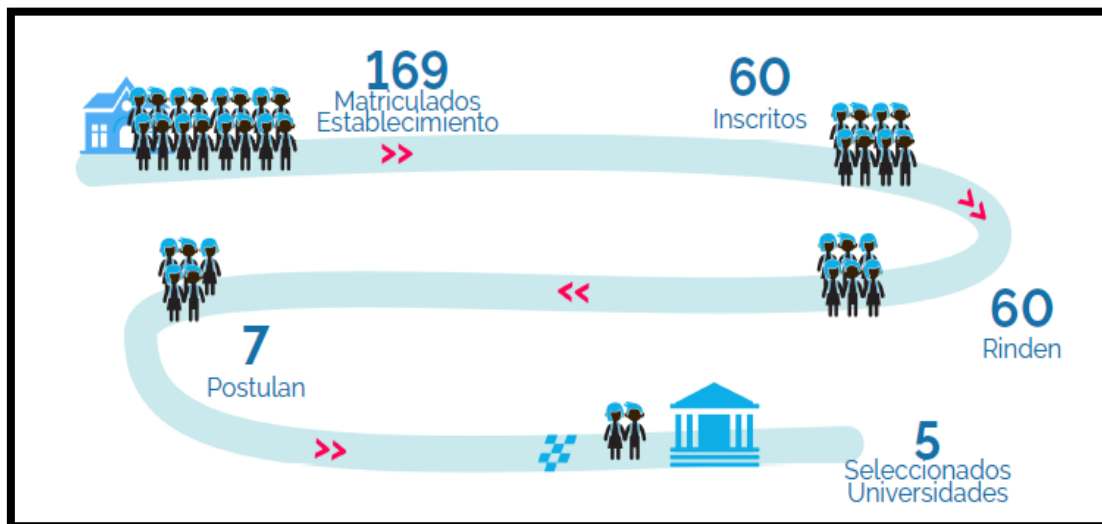 169
Matriculados
Establecimiento
60
Inscritos
60
Rinden
7
Postulan
5
Seleccionados
Universidades